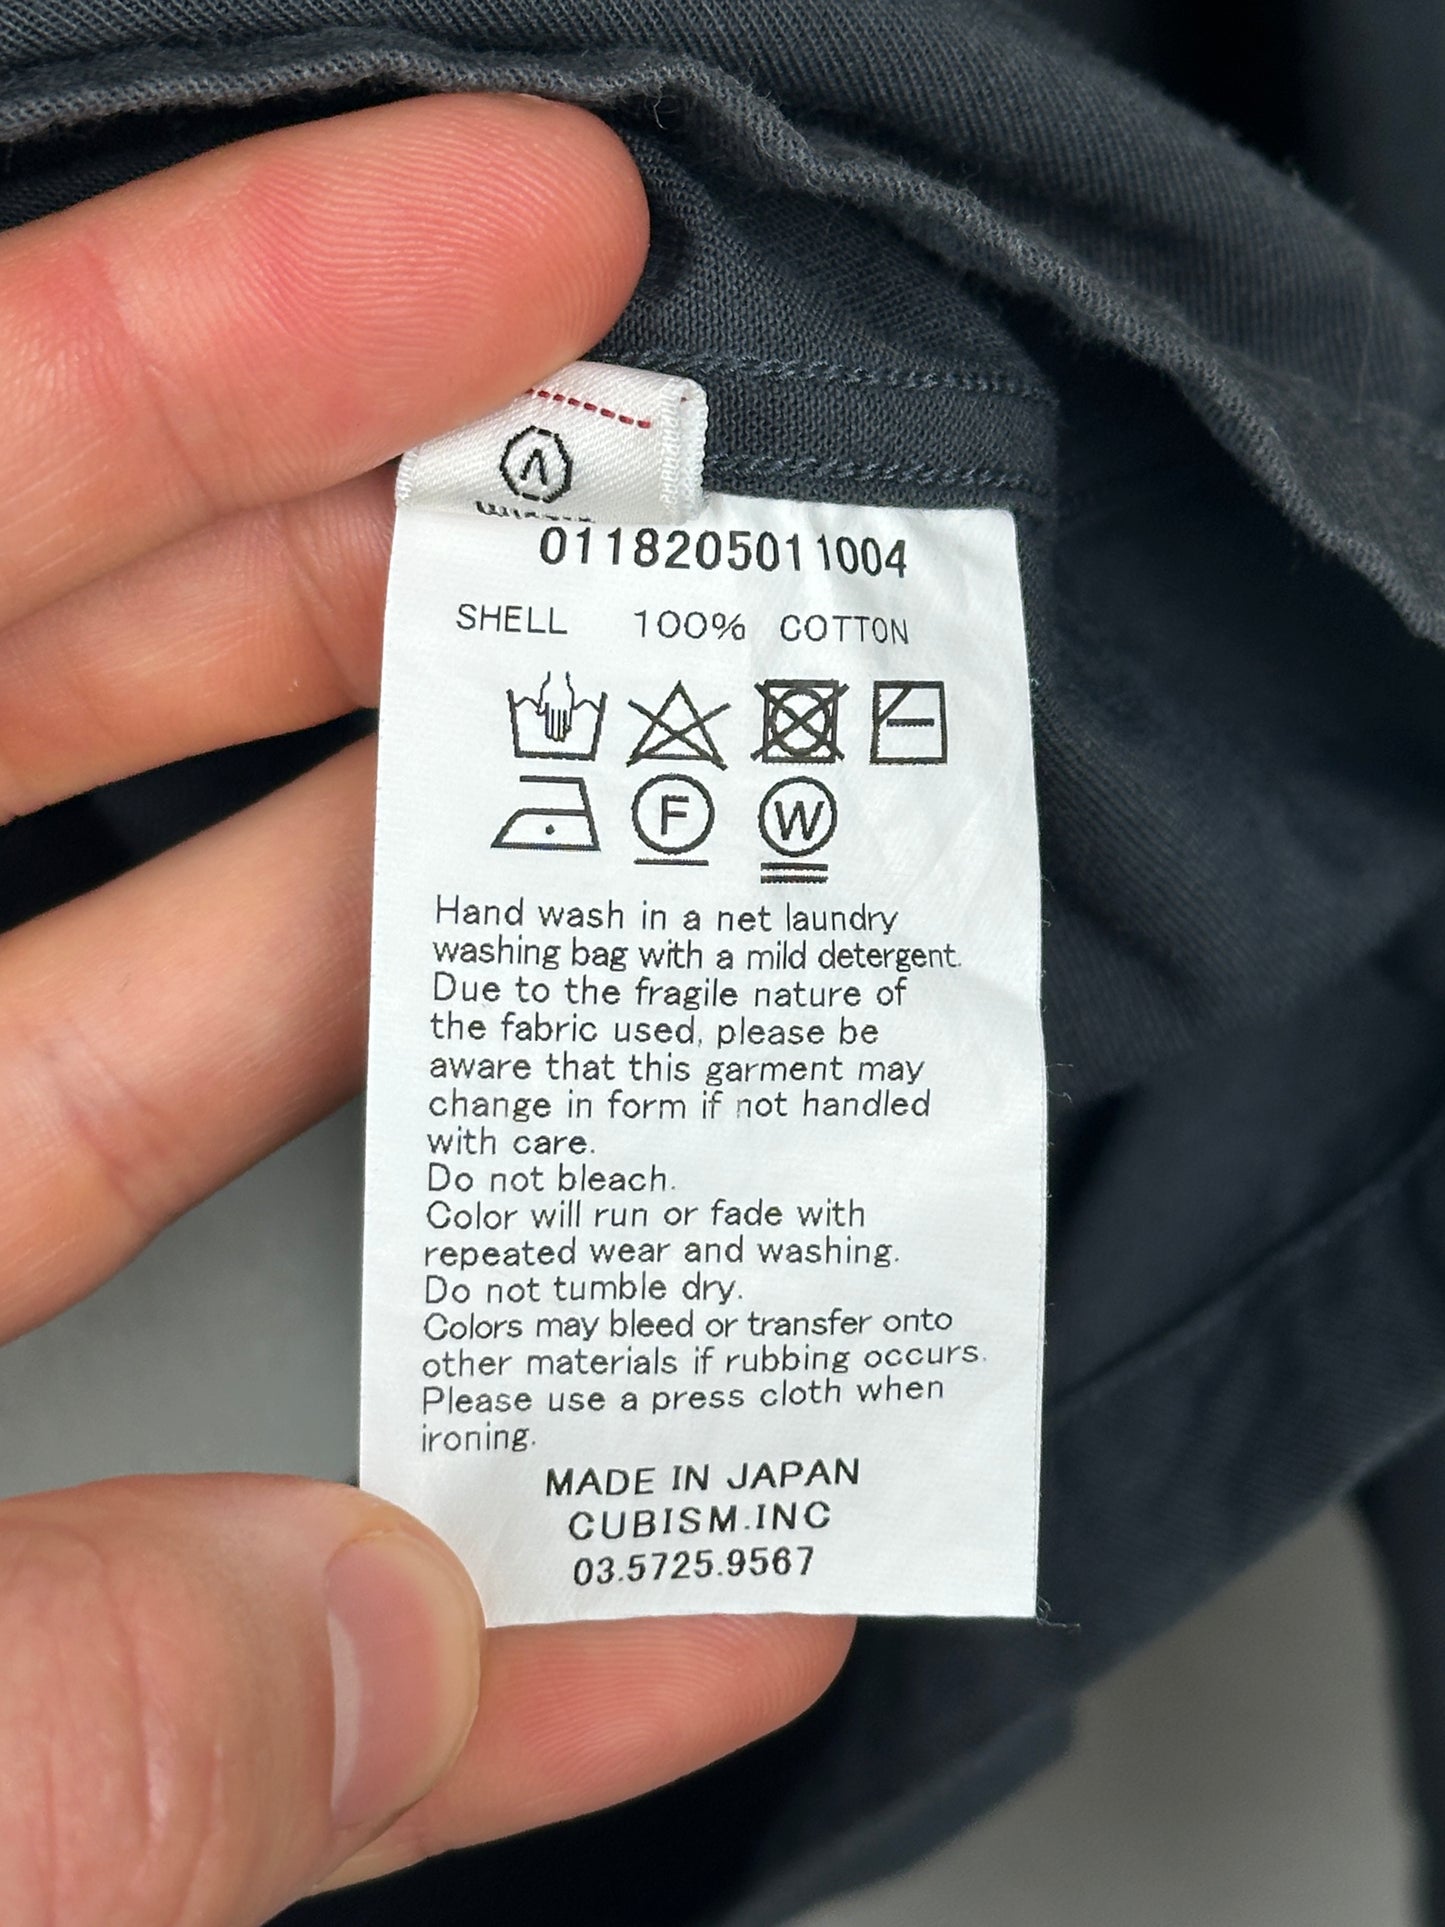 0118205011004
SHELL 100% COTTON
F W
Hand wash in a net laundry
washing bag with a mild detergent.
Due to the fragile nature of
the fabric used, please be
aware that this garment may
change in form if not handled
with care.
Do not bleach.
Color will run or fade with
repeated wear and washing.
Do not tumble dry.
Colors may bleed or transfer onto
other materials if rubbing occurs.
Please use a press cloth when
ironing.
MADE IN JAPAN
CUBISM.INC
03.5725.9567